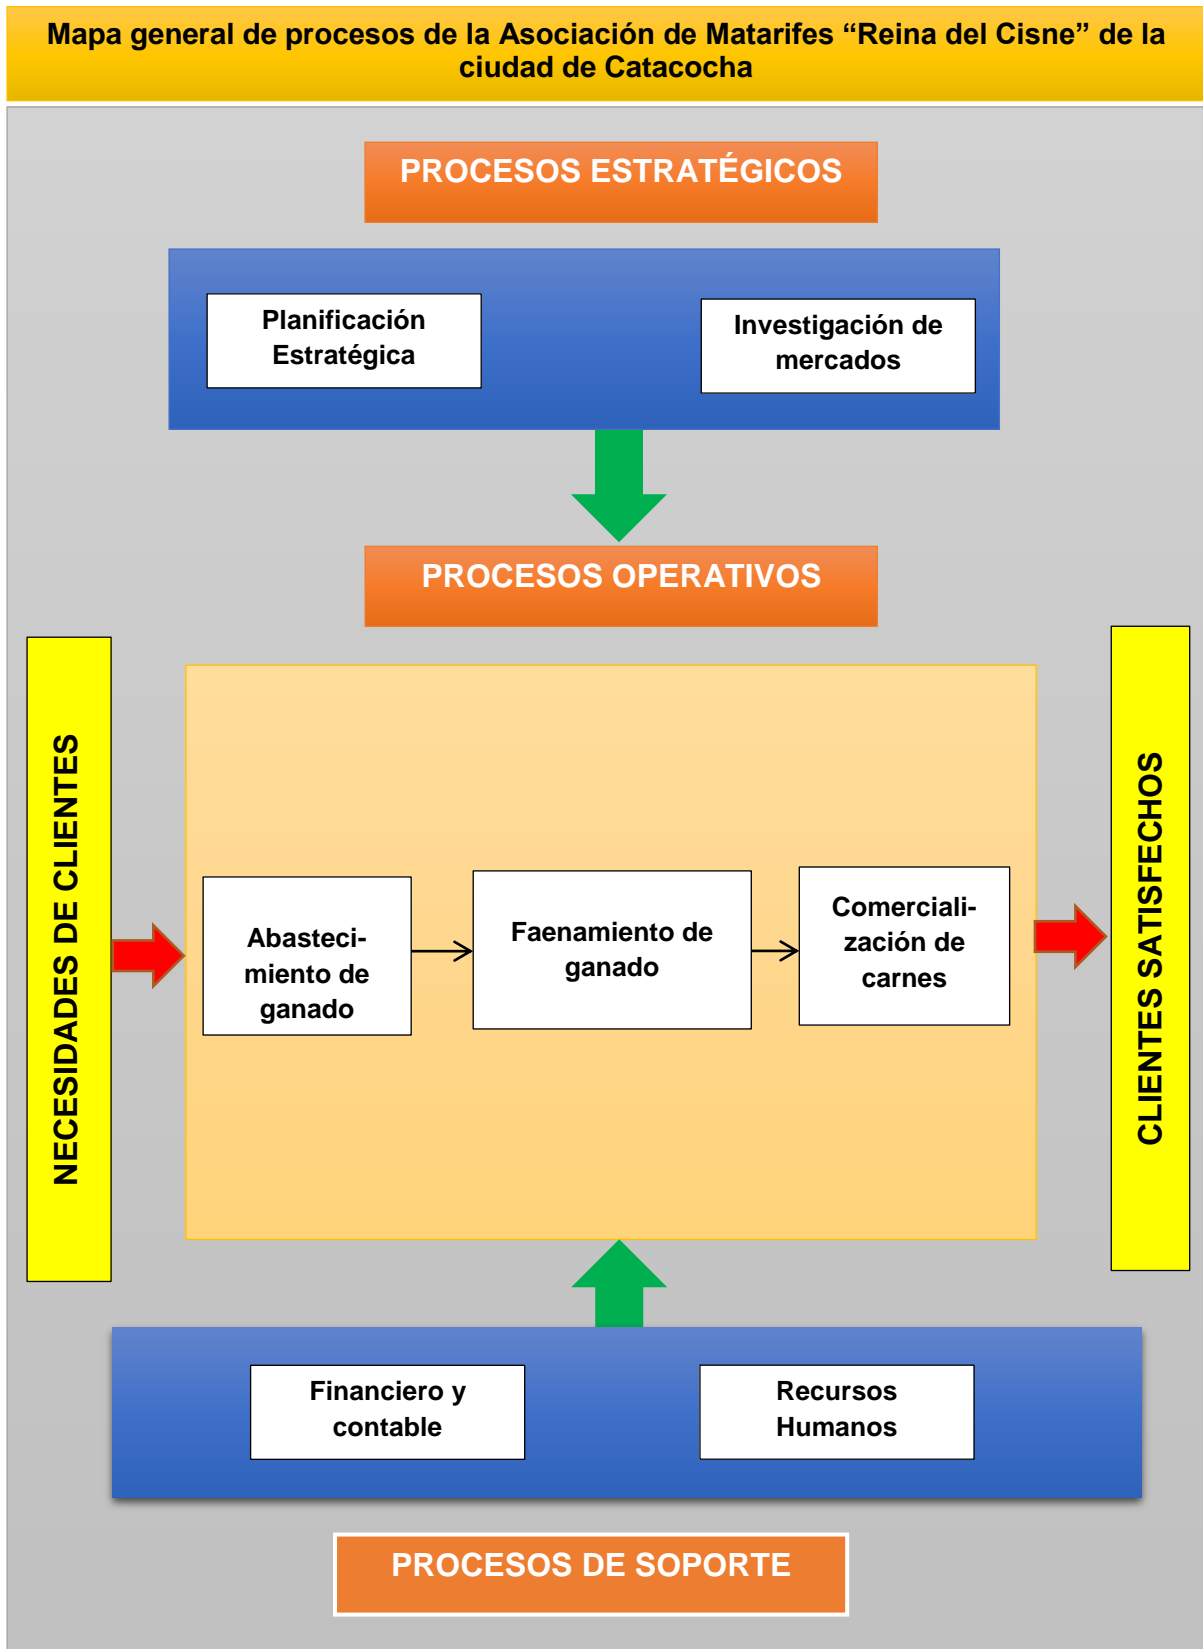 Mapa general de procesos de la Asociación de Matarifes “Reina del Cisne” de la
ciudad de Catacocha
PROCESOS ESTRATÉGICOS
Planificación
Estratégica
Investigación de
mercados
PROCESOS OPERATIVOS
NECESIDADES DE CLIENTES
Abasteci-
miento de
ganado
Faenamiento de
ganado
Comerciali-
zación de
carnes
CLIENTES SATISFECHOS
Financiero y
contable
Recursos
Humanos
PROCESOS DE SOPORTE